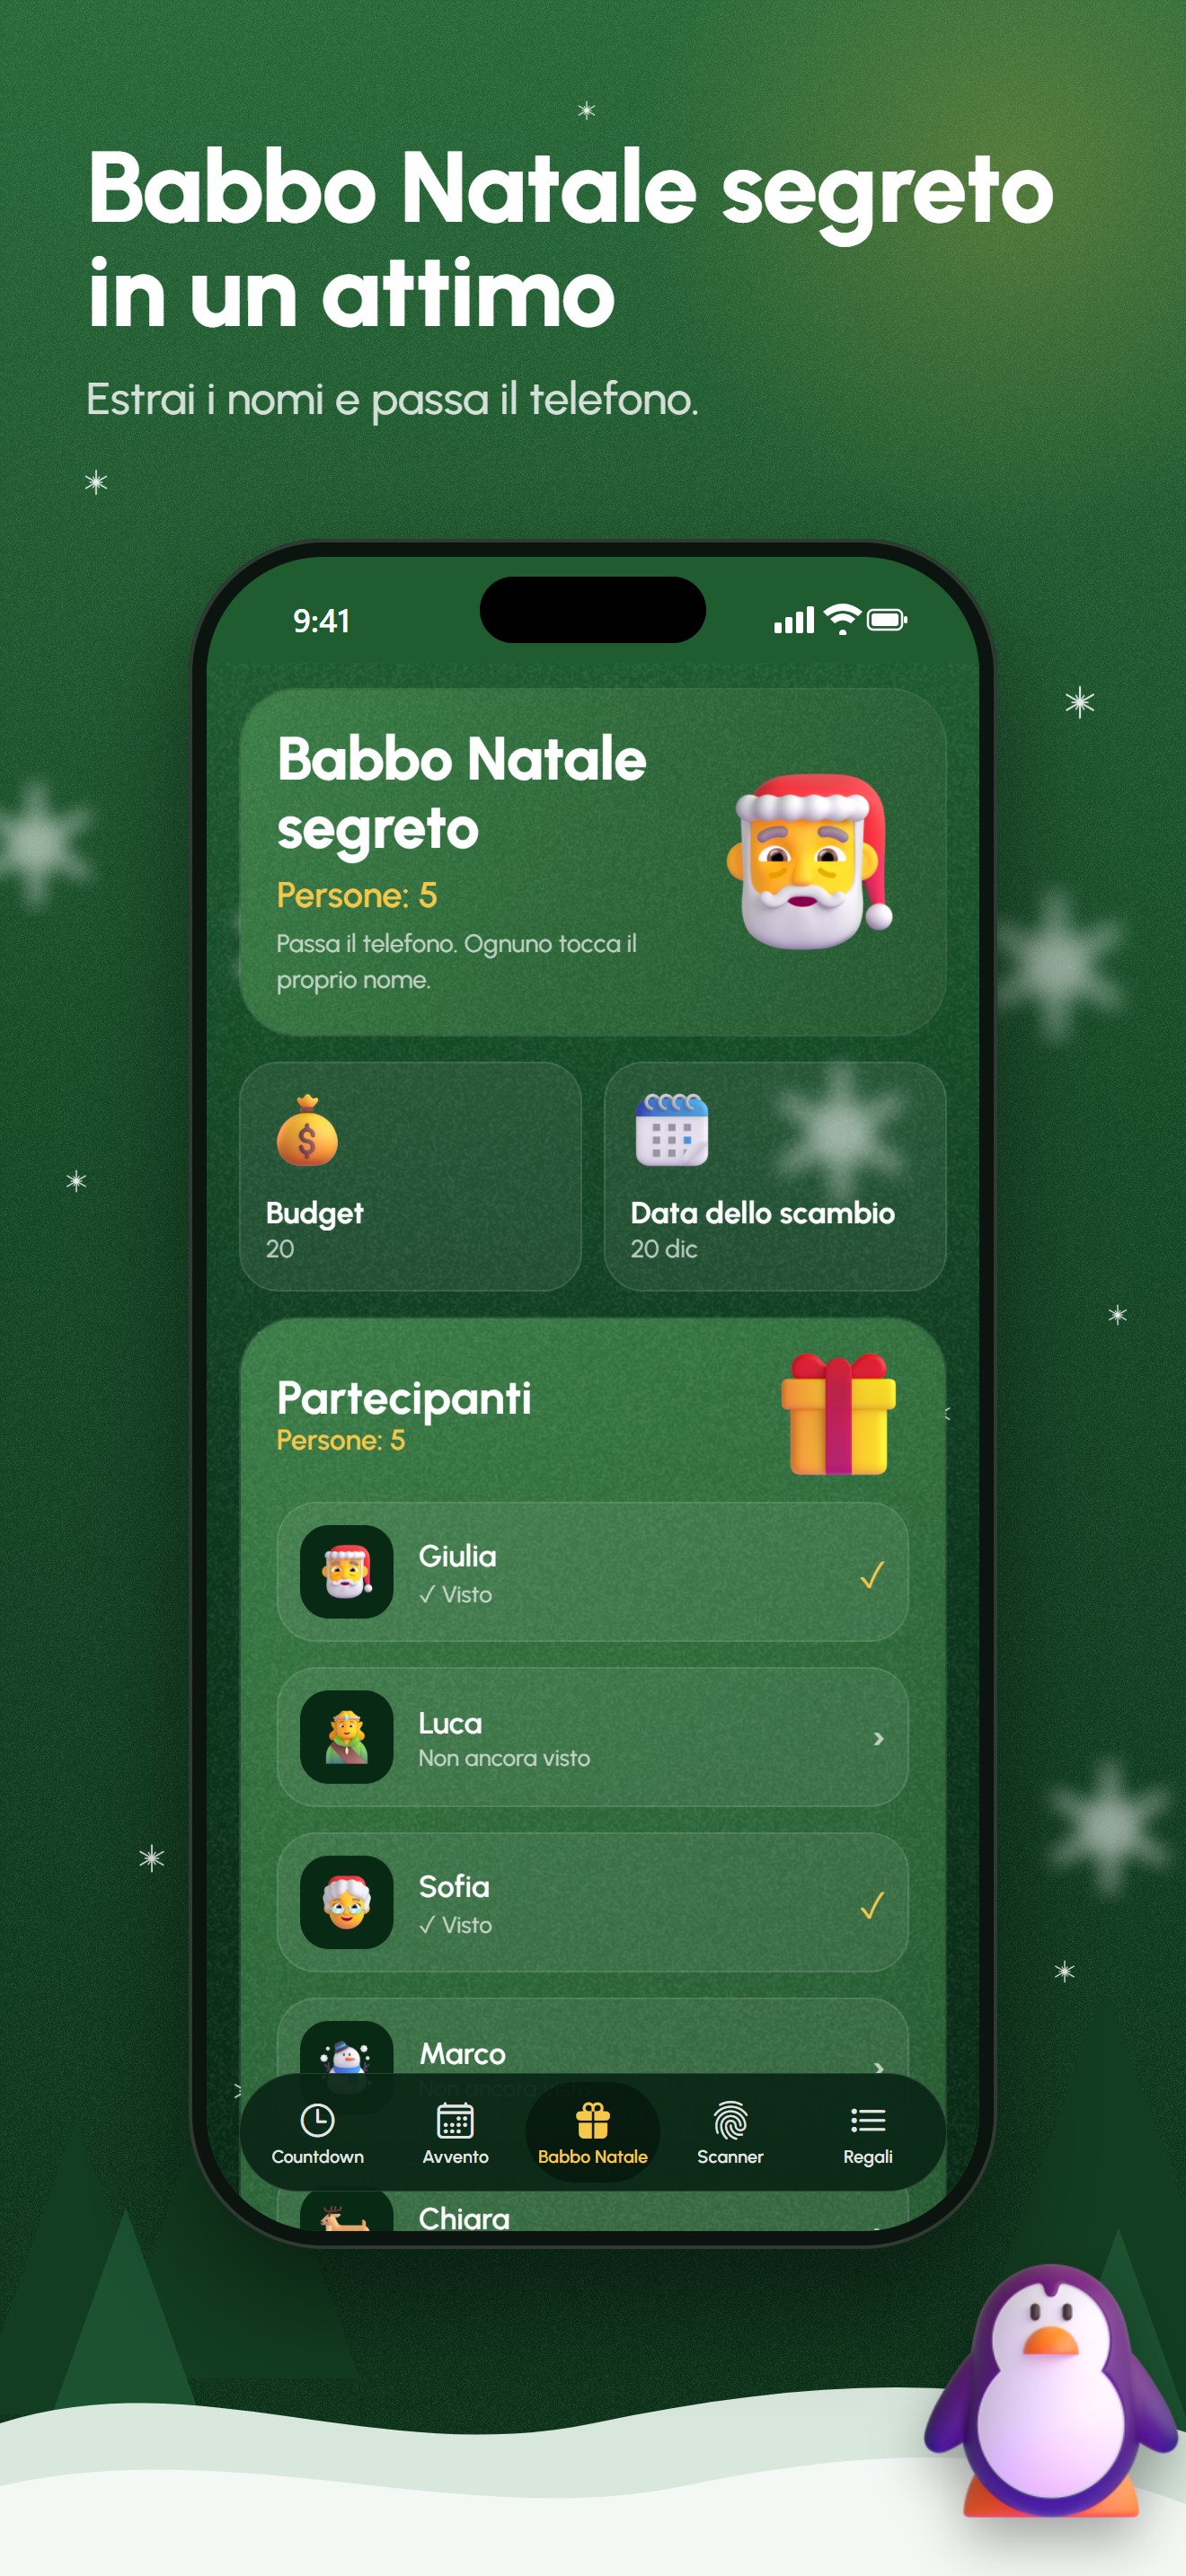 Babbo Natale segreto
in un attimo
Estrai i nomi e passa il telefono.
9:41
Babbo Natale
segreto
Persone: 5
Passa il telefono. Ognuno tocca il
proprio nome.
Budget
20
Data dello scambio
20 dic
Partecipanti
Persone: 5
Giulia
✓ Visto
Luca
Non ancora visto
Sofia
✓ Visto
Marco
Countdown
Avvento
Babbo Natale
Scanner
Regali
Chiara